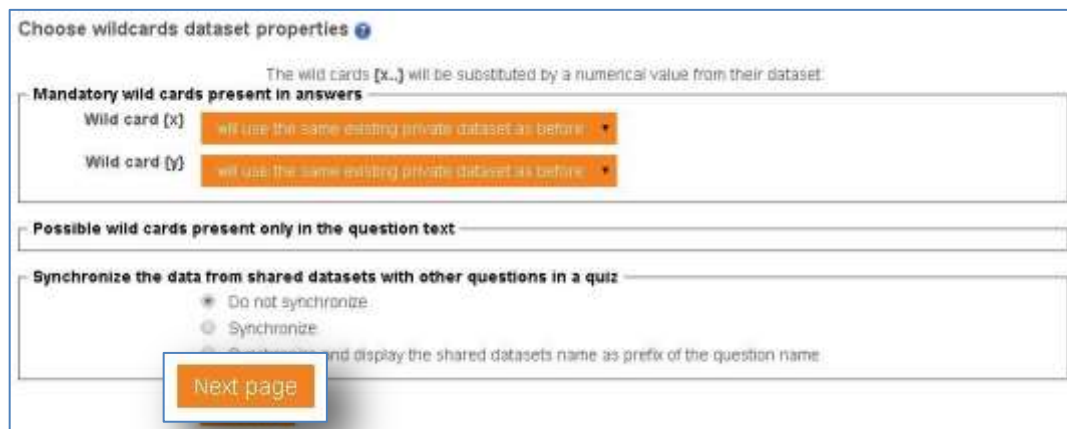 Choose wildcards dataset properties
The wild cards {x..} will be substituted by a numerical value from their dataset
Mandatory wild cards present in answers
Wild card {x}
will use the same existing private dataset as before
Wild card {y}
will use the same existing private dataset as before
Possible wild cards present only in the question text
Synchronize the data from shared datasets with other questions in a quiz
Do not synchronize
Synchronize
and display the shared datasets name as prefix of the question name
Next page